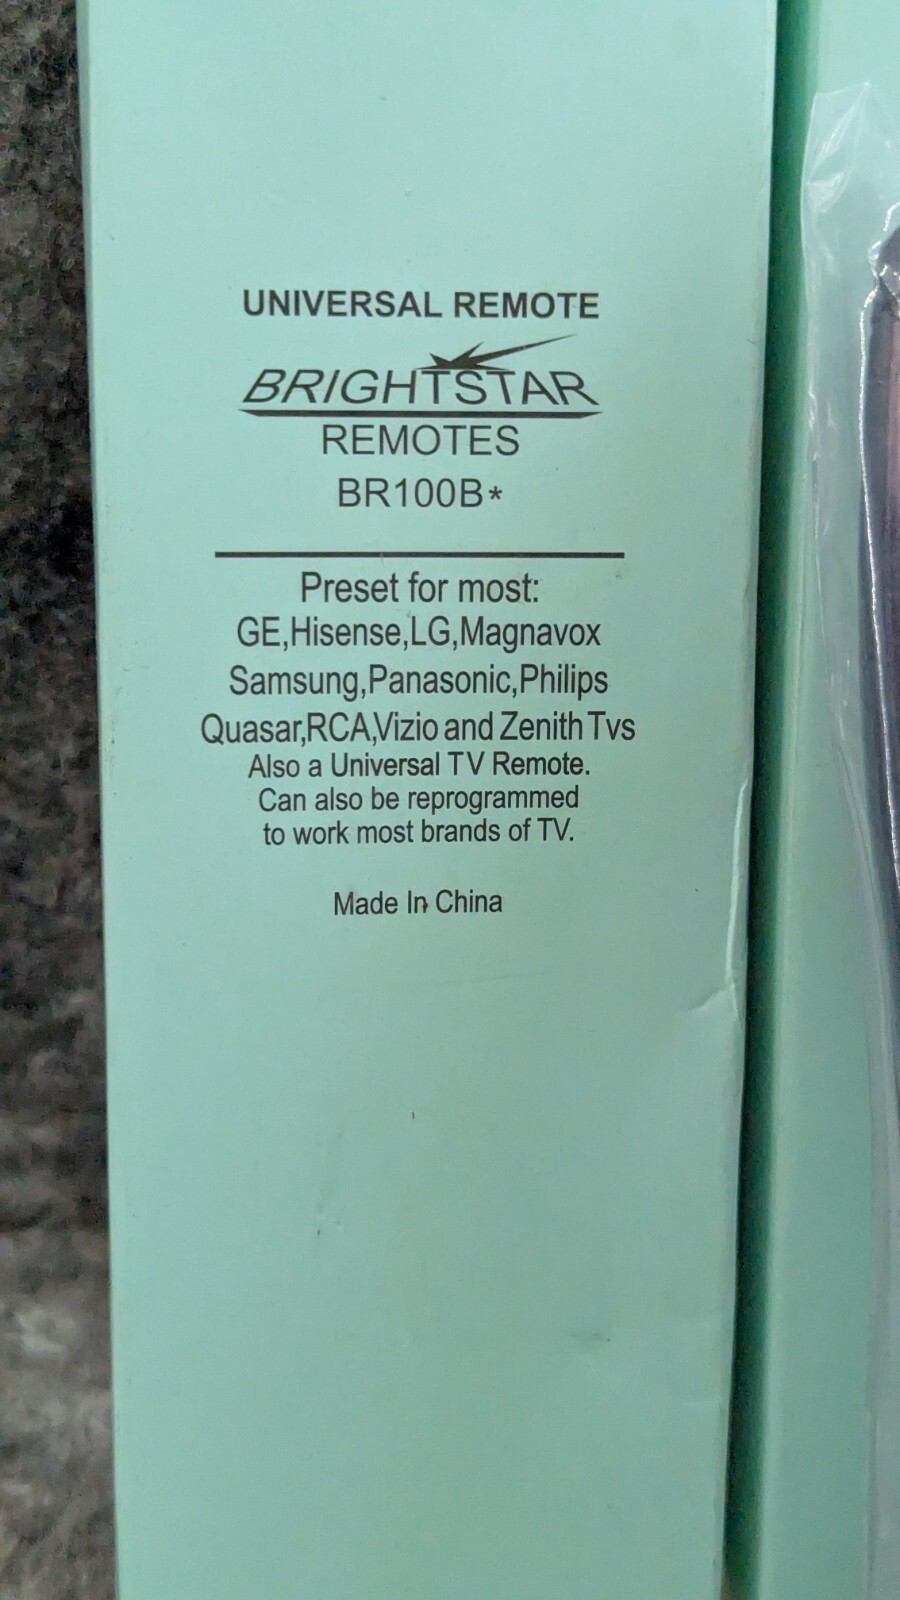 UNIVERSAL REMOTE
BRIGHTSTAR
REMOTES
BR100B*
Preset for most:
GE,Hisense,LG,Magnavox
Samsung,Panasonic,Philips
Quasar,RCA,Vizio and Zenith Tvs
Also a Universal TV Remote.
Can also be reprogrammed
to work most brands of TV.
Made In China